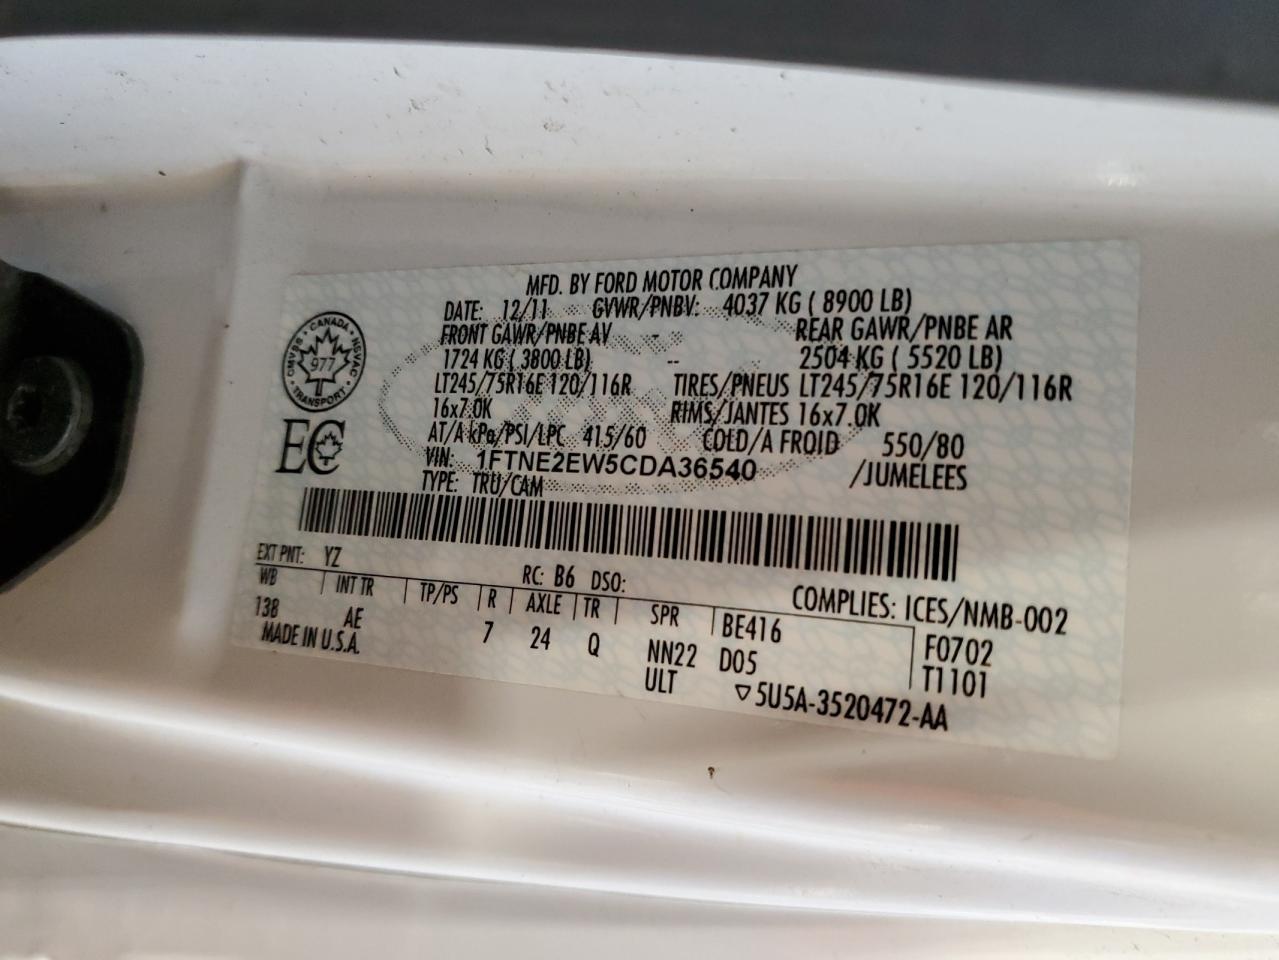 MFD. BY FORD MOTOR COMPANY
DATE: 12/11 GVWR/PNBV: 4037 KG ( 8900 LB)
FRONT GAWR/PNBE AV - REAR GAWR/PNBE AR
1724 KG ( 3800 LB) -- 2504 KG ( 5520 LB)
LT245/75R16E 120/116R TIRES/PNEUS LT245/75R16E 120/116R
16x7.0K RIMS/JANTES 16x7.0K
AT/A kPa/PSI/LPC 415/60 COLD/A FROID 550/80
VIN: 1FTNE2EW5CDA36540 /JUMELEES
TYPE: TRU/CAM
CANADA
CMVSS NSVAC
977
TRANSPORT
EC
EXT PNT: YZ RC: B6 DSO:
COMPLIES: ICES/NMB-002
WB INT TR TP/PS R AXLE TR SPR BE416 F0702
138 AE 7 24 Q NN22 D05 T1101
MADE IN U.S.A. ULT ▽5U5A-3520472-AA